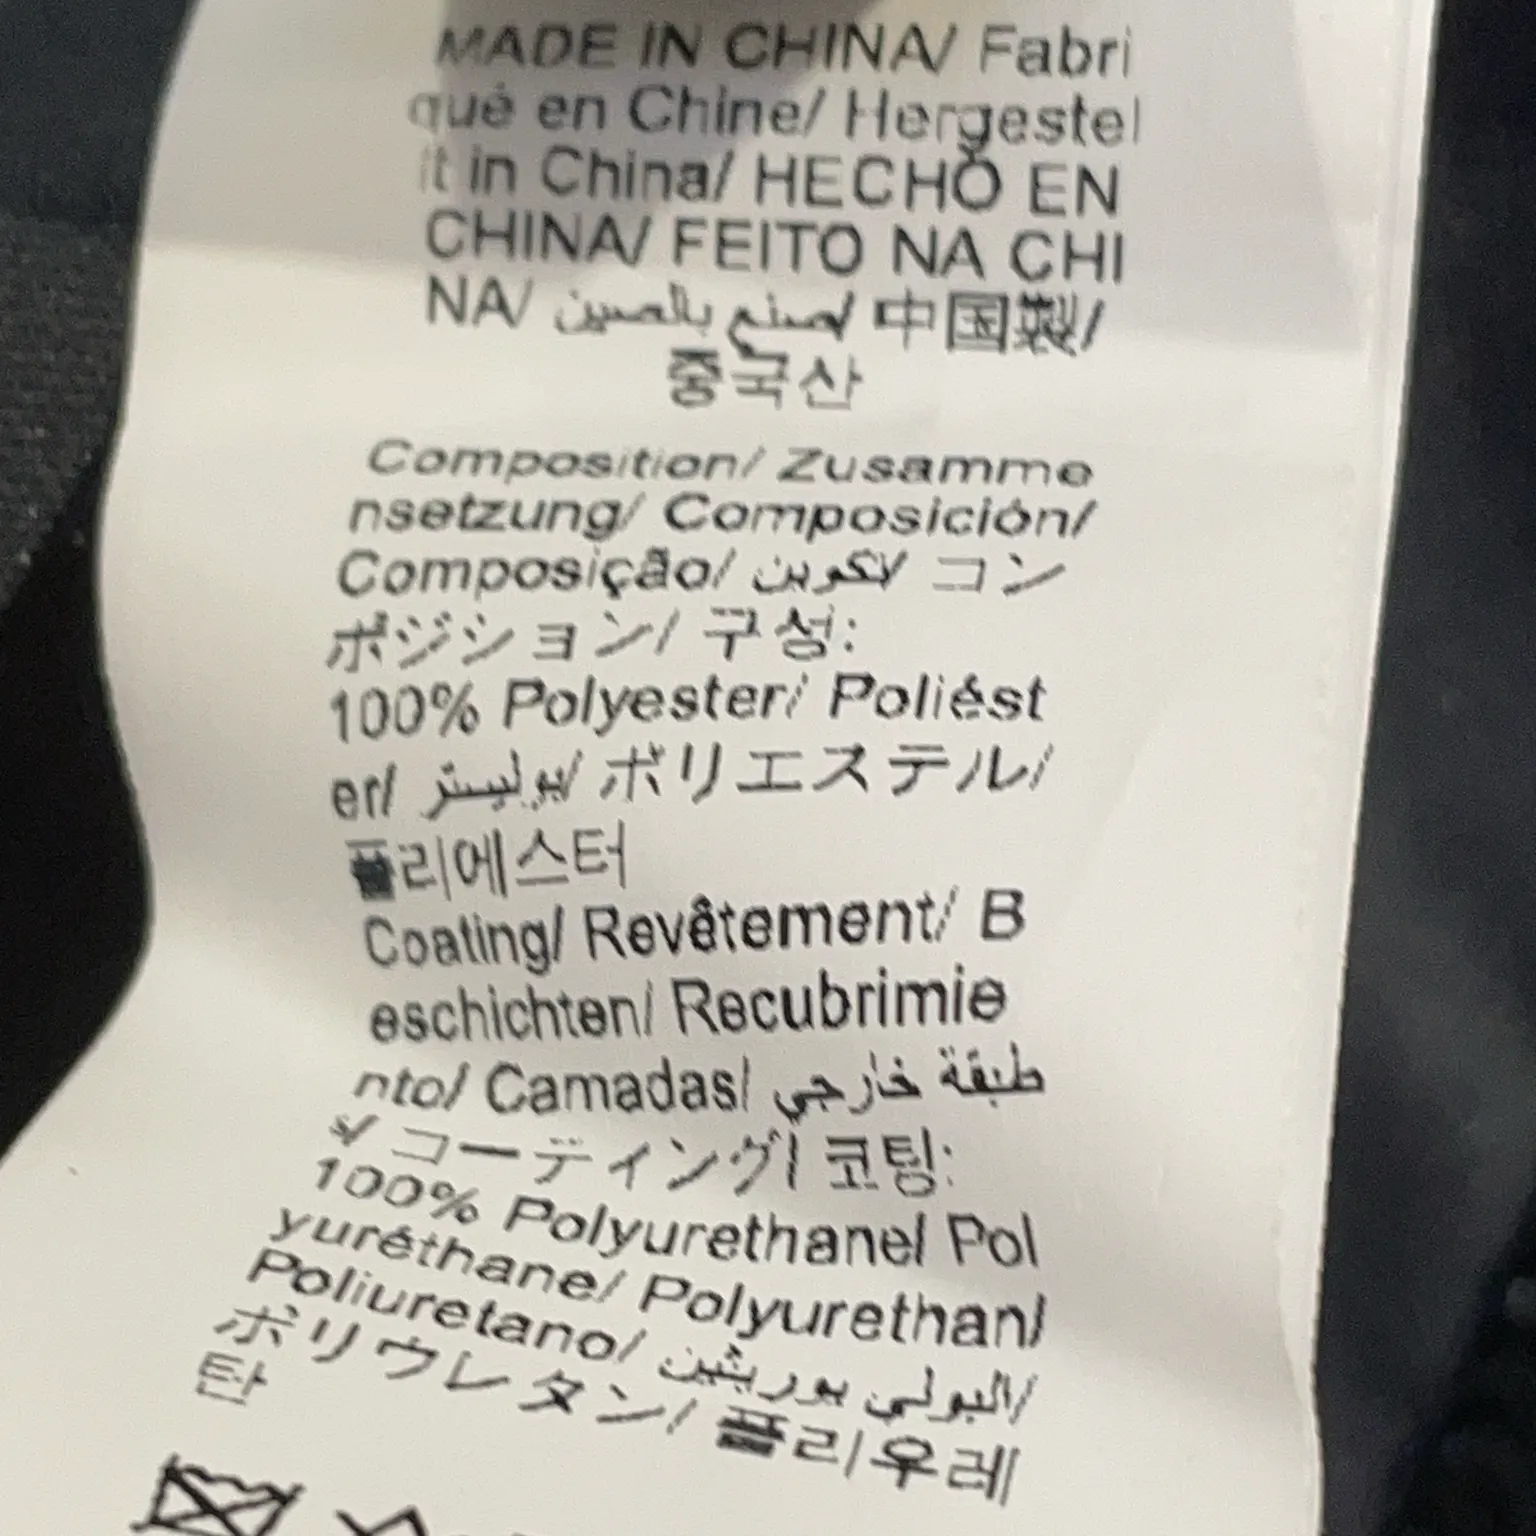 MADE IN CHINA/ Fabri
qué en Chine/ Hergestel
lt in China/ HECHO EN
CHINA/ FEITO NA CHI
NA/ صنع بالصين/ 中国製/
중국산
Composition/ Zusamme
nsetzung/ Composición/
Composição/ تكوين/ コン
ポジション/ 구성:
100% Polyester/ Poliést
er/ بوليستر/ ポリエステル/
폴리에스터
Coating/ Revêtement/ B
eschichten/ Recubrimie
nto/ Camadas/ طبقة خارجي
コーティング/ 코팅:
100% Polyurethane/ Pol
yuréthane/ Polyurethan/
Poliuretano/ البولي يوريثين/
ポリウレタン/ 폴리우레
탄